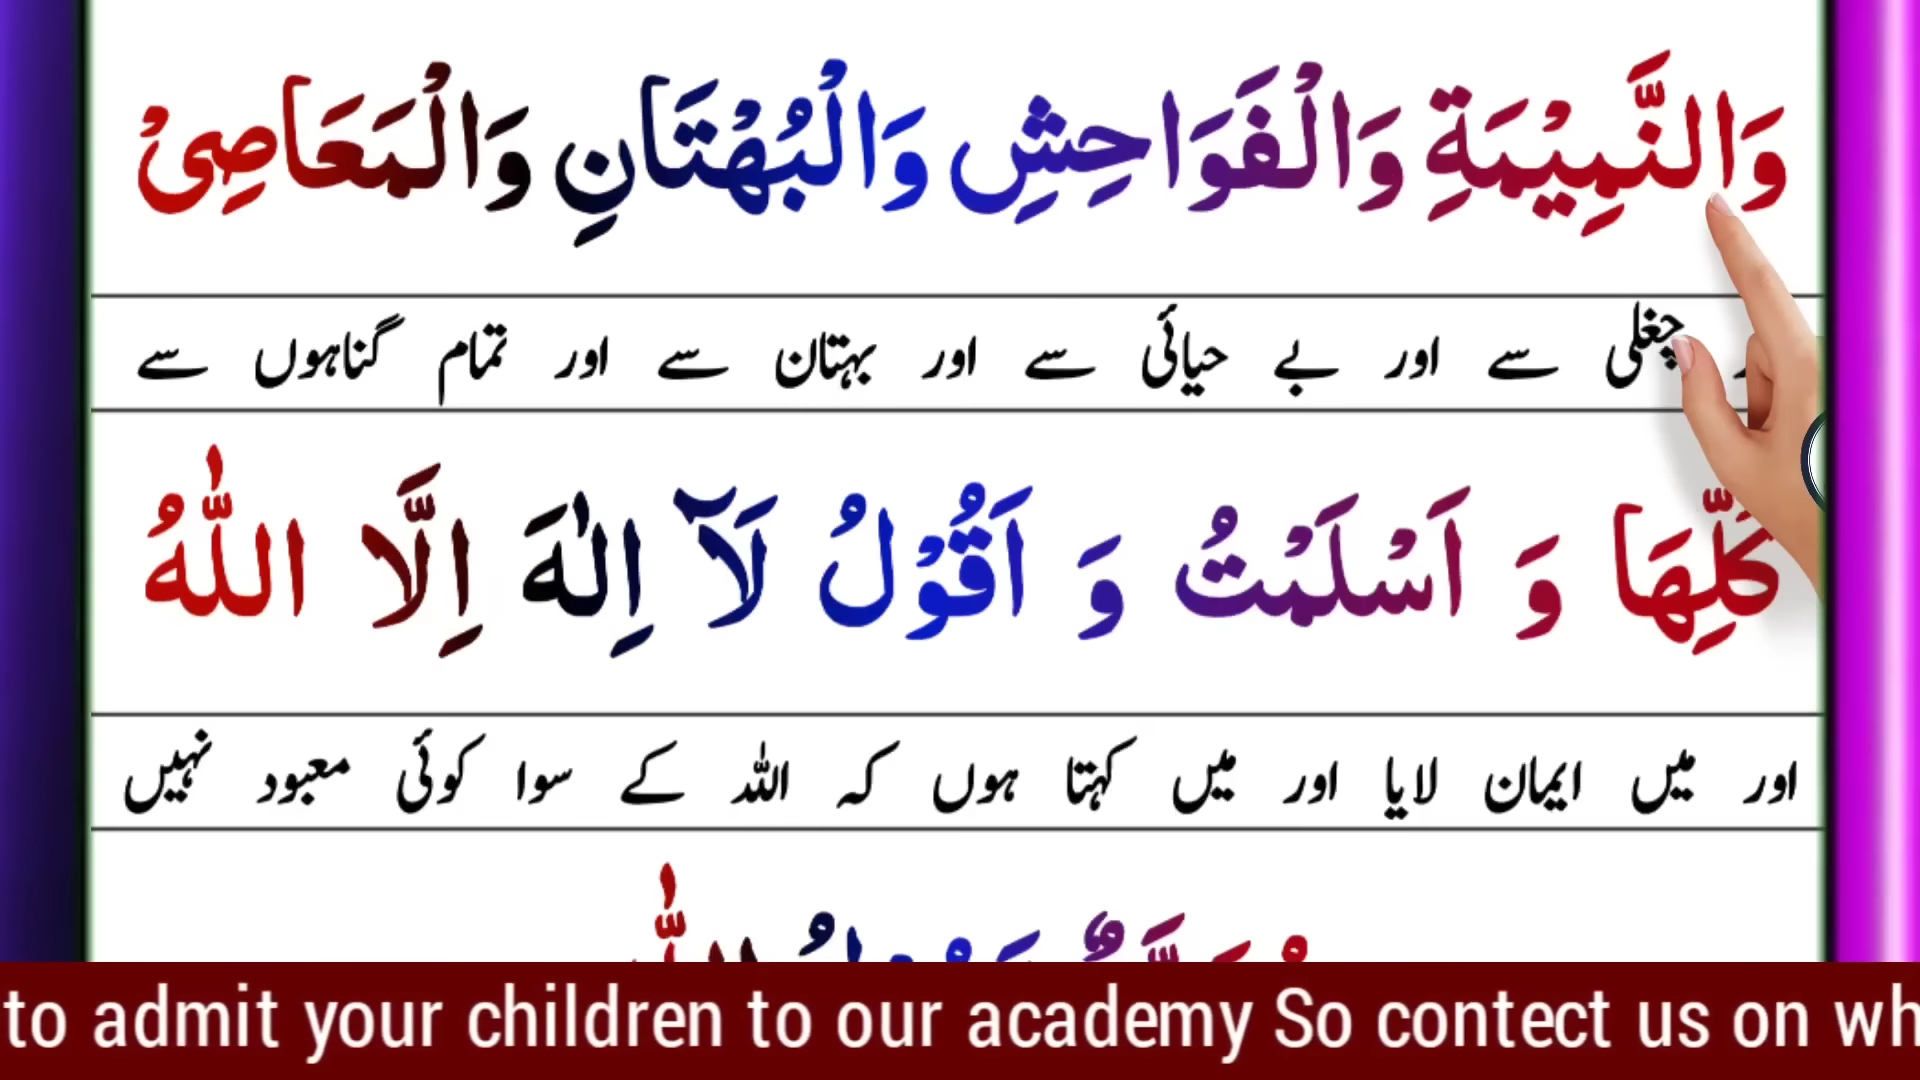 وَالنَّمِيْمَةِ وَالْفَوَاحِشِ وَالْبُهْتَانِ وَالْمَعَاصِىْ
چغلی سے اور بے حیائی سے اور بہتان سے اور تمام گناہوں سے
كُلِّهَا وَ اَسْلَمْتُ وَ اَقُوْلُ لَآ اِلٰهَ اِلَّا اللّٰهُ
اور میں ایمان لایا اور میں کہتا ہوں کہ اللہ کے سوا کوئی معبود نہیں
to admit your children to our academy So contect us on wh